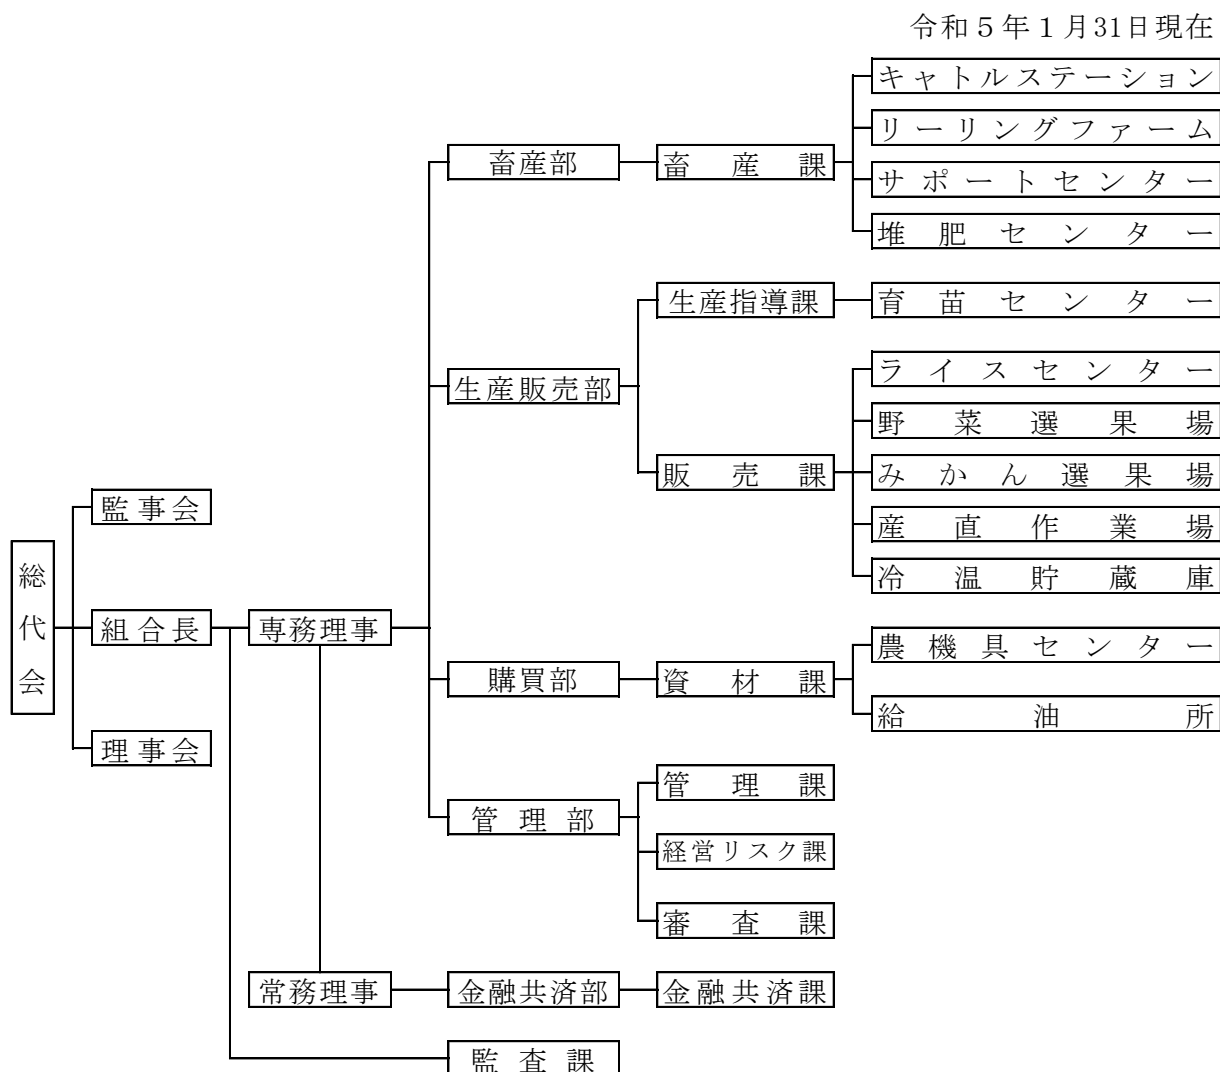 令和５年１月31日現在
キャトルステーション
リーリングファーム
畜産部
畜産課
サポートセンター
堆肥センター
生産指導課
育苗センター
ライスセンター
生産販売部
野菜選果場
販売課
みかん選果場
監事会
産直作業場
総代会
冷温貯蔵庫
組合長
専務理事
農機具センター
購買部
資材課
給油所
理事会
管理課
管理部
経営リスク課
審査課
常務理事
金融共済部
金融共済課
監査課